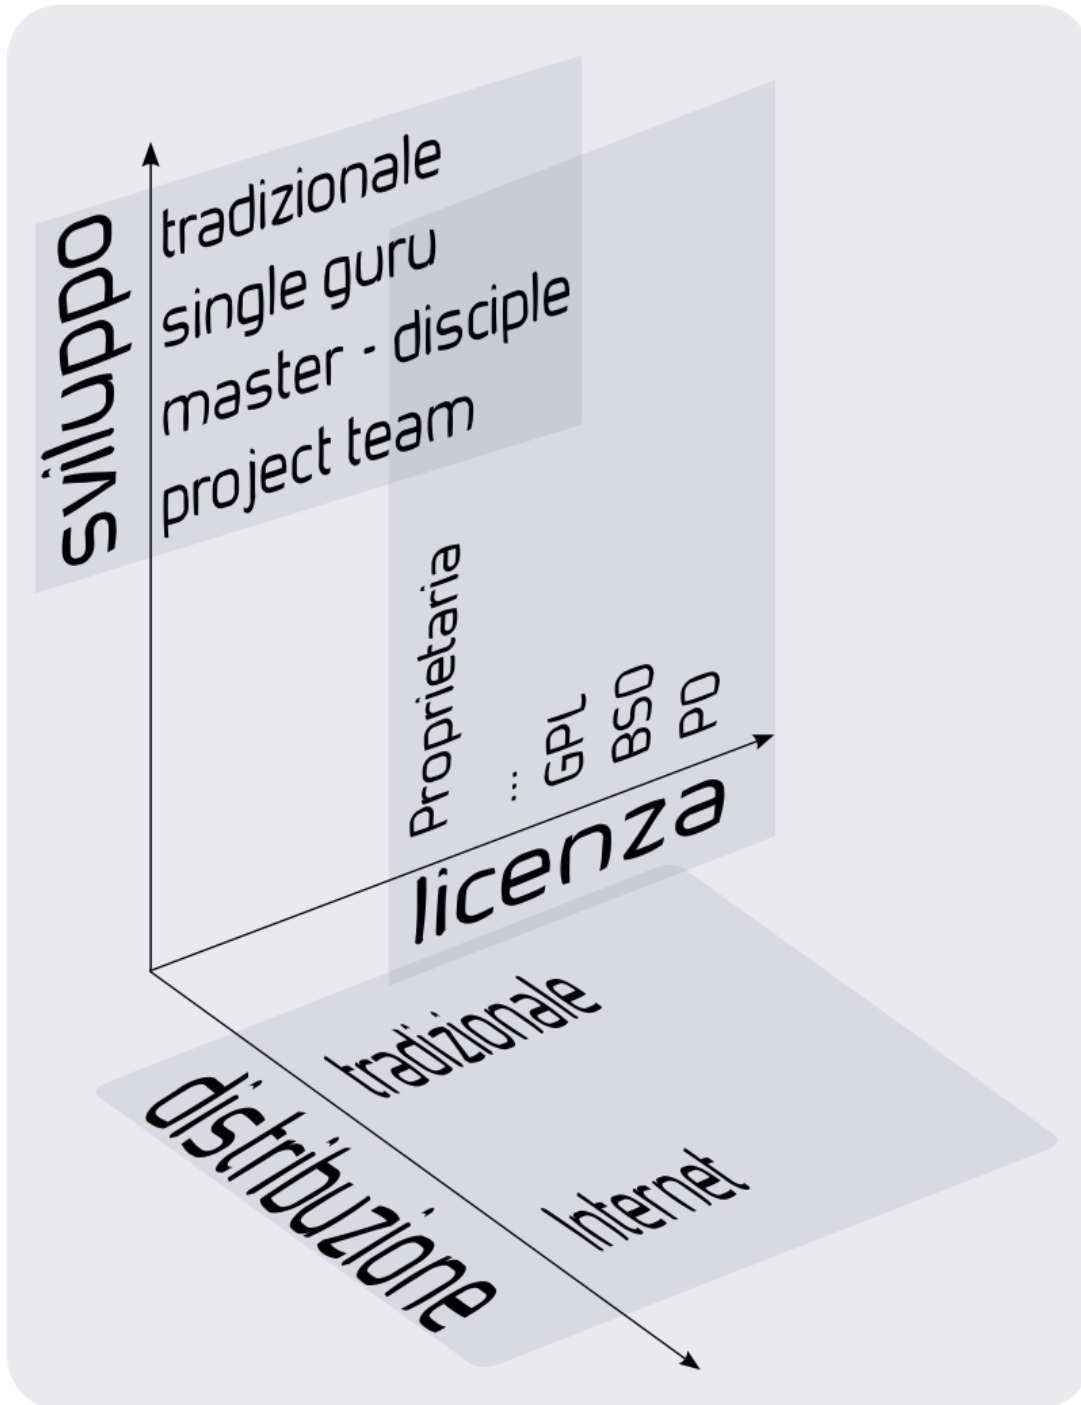 sviluppo
tradizionale
single guru
master - disciple
project team
Proprietaria
...
GPL
BSD
PD
licenza
tradizionale
Internet
distribuzione